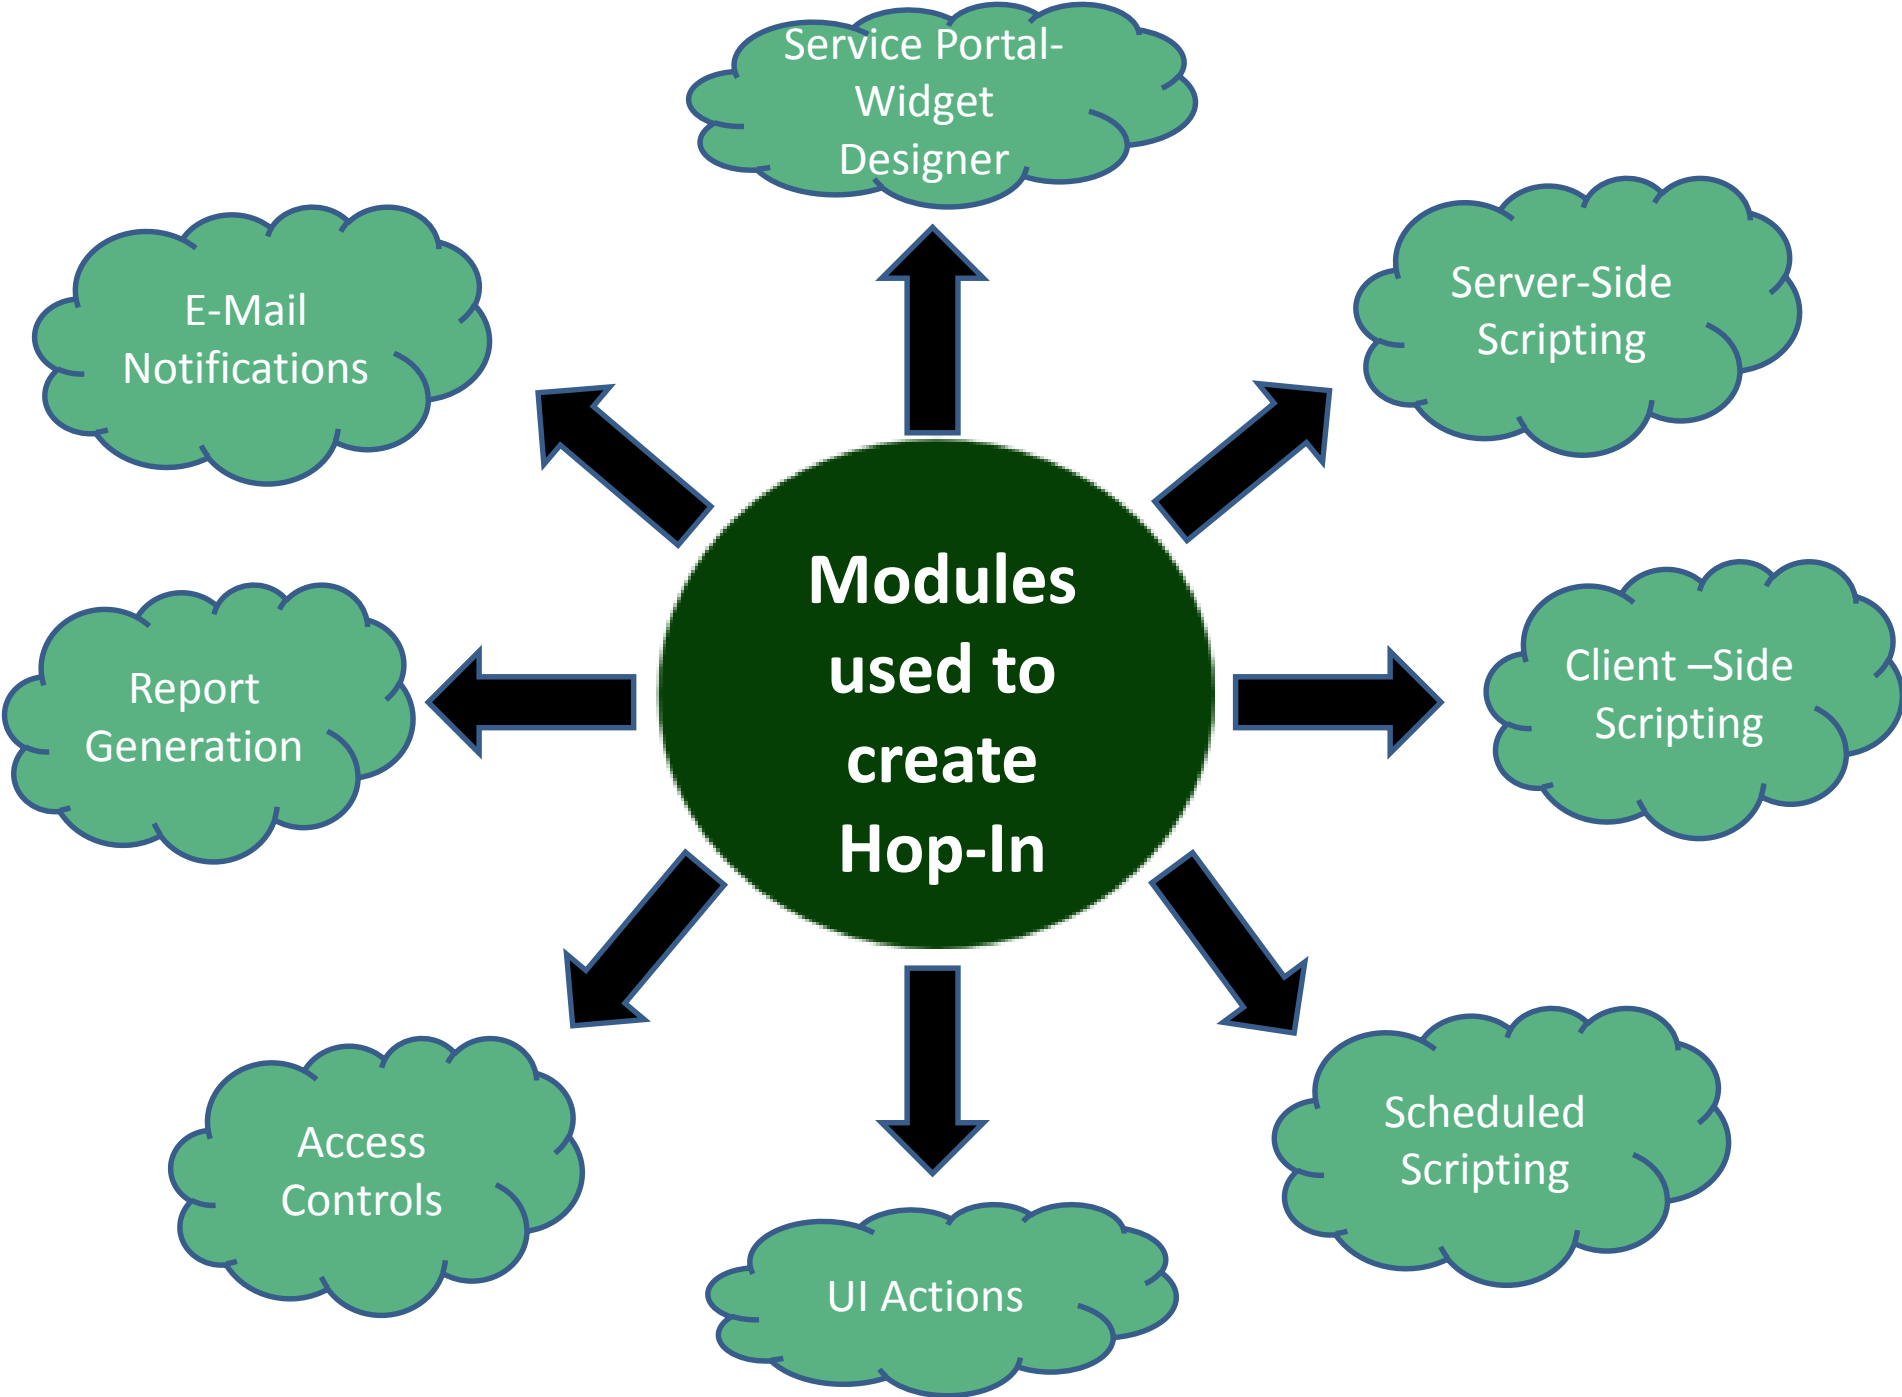 Service Portal-
Widget
Designer
E-Mail
Notifications
Server-Side
Scripting
Modules
used to
create
Hop-In
Report
Generation
Client –Side
Scripting
Access
Controls
Scheduled
Scripting
UI Actions